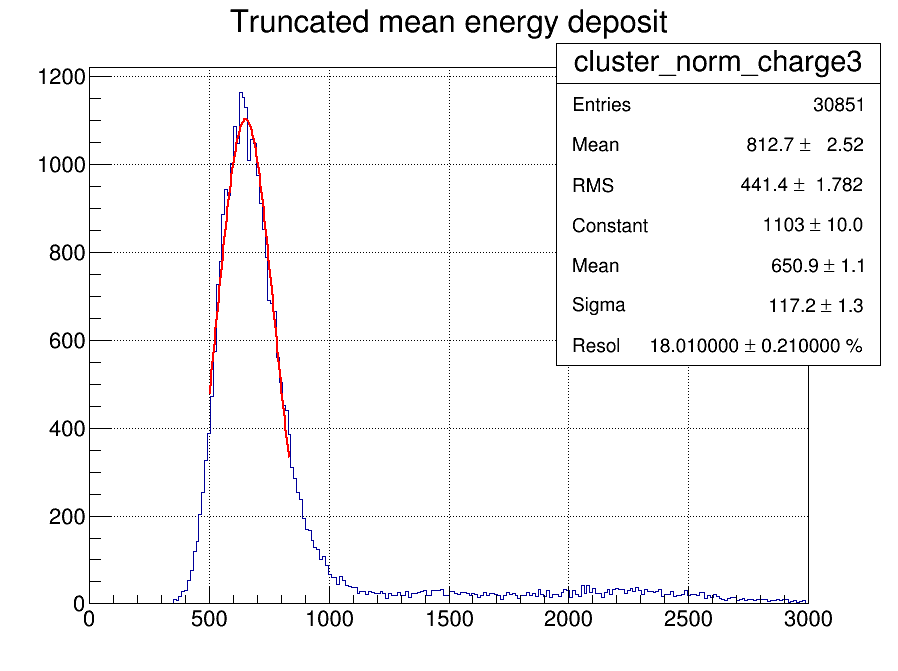 Truncated mean energy deposit
cluster_norm_charge3
Entries 30851
Mean 812.7 ± 2.52
RMS 441.4 ± 1.782
Constant 1103 ± 10.0
Mean 650.9 ± 1.1
Sigma 117.2 ± 1.3
Resol 18.010000 ± 0.210000 %
1200
1000
800
600
400
200
0
0 500 1000 1500 2000 2500 3000